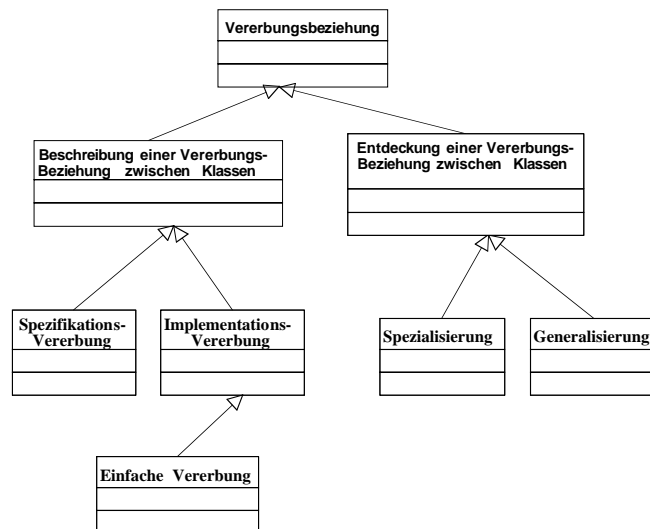 Vererbungsbeziehung
Beschreibung einer Vererbungs-
Beziehung zwischen Klassen
Entdeckung einer Vererbungs-
Beziehung zwischen Klassen
Spezifikations-
Vererbung
Implementations-
Vererbung
Spezialisierung
Generalisierung
Einfache Vererbung